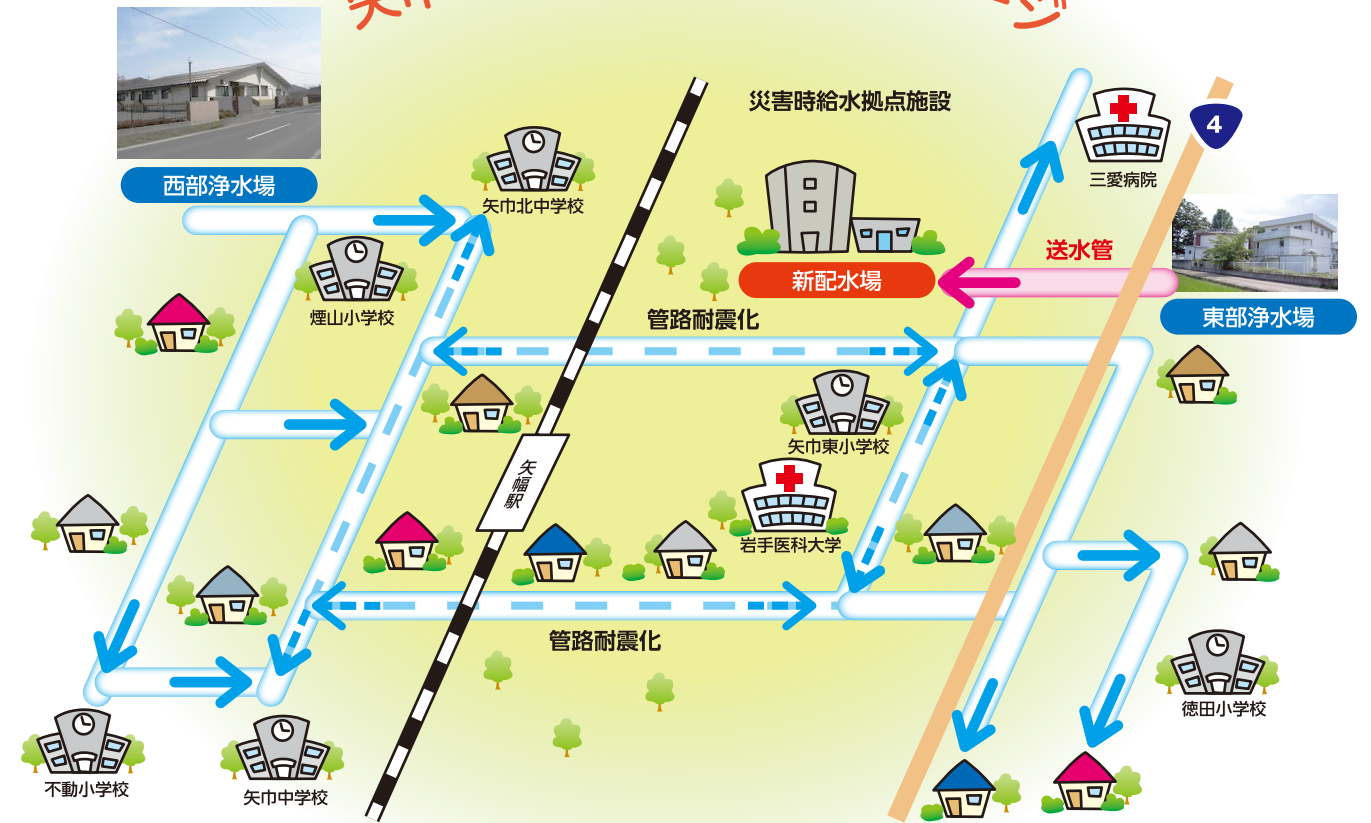 災害時給水拠点施設
4
三愛病院
西部浄水場
矢巾北中学校
送水管
新配水場
煙山小学校
管路耐震化
東部浄水場
矢巾東小学校
矢幅駅
岩手医科大学
管路耐震化
徳田小学校
不動小学校
矢巾中学校